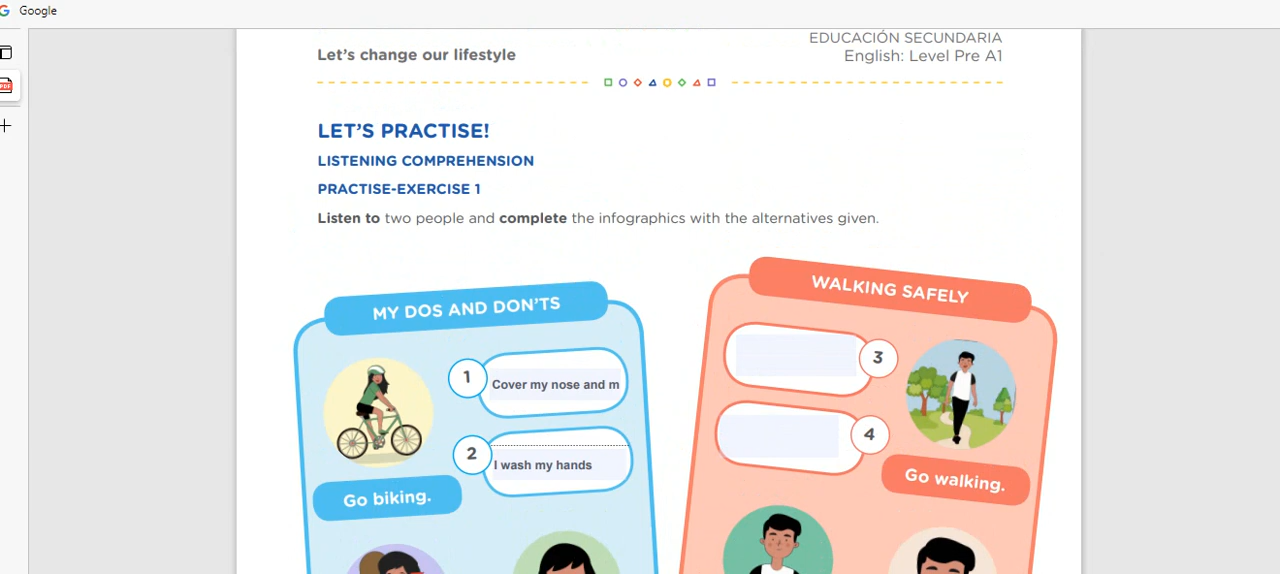 Google
Let's change our lifestyle
EDUCACIÓN SECUNDARIA
English: Level Pre A1
LET'S PRACTISE!
LISTENING COMPREHENSION
PRACTISE-EXERCISE 1
Listen to two people and complete the infographics with the alternatives given.
MY DOS AND DON'TS
1
Cover my nose and m
2
I wash my hands
Go biking.
WALKING SAFELY
3
4
Go walking.
PDF